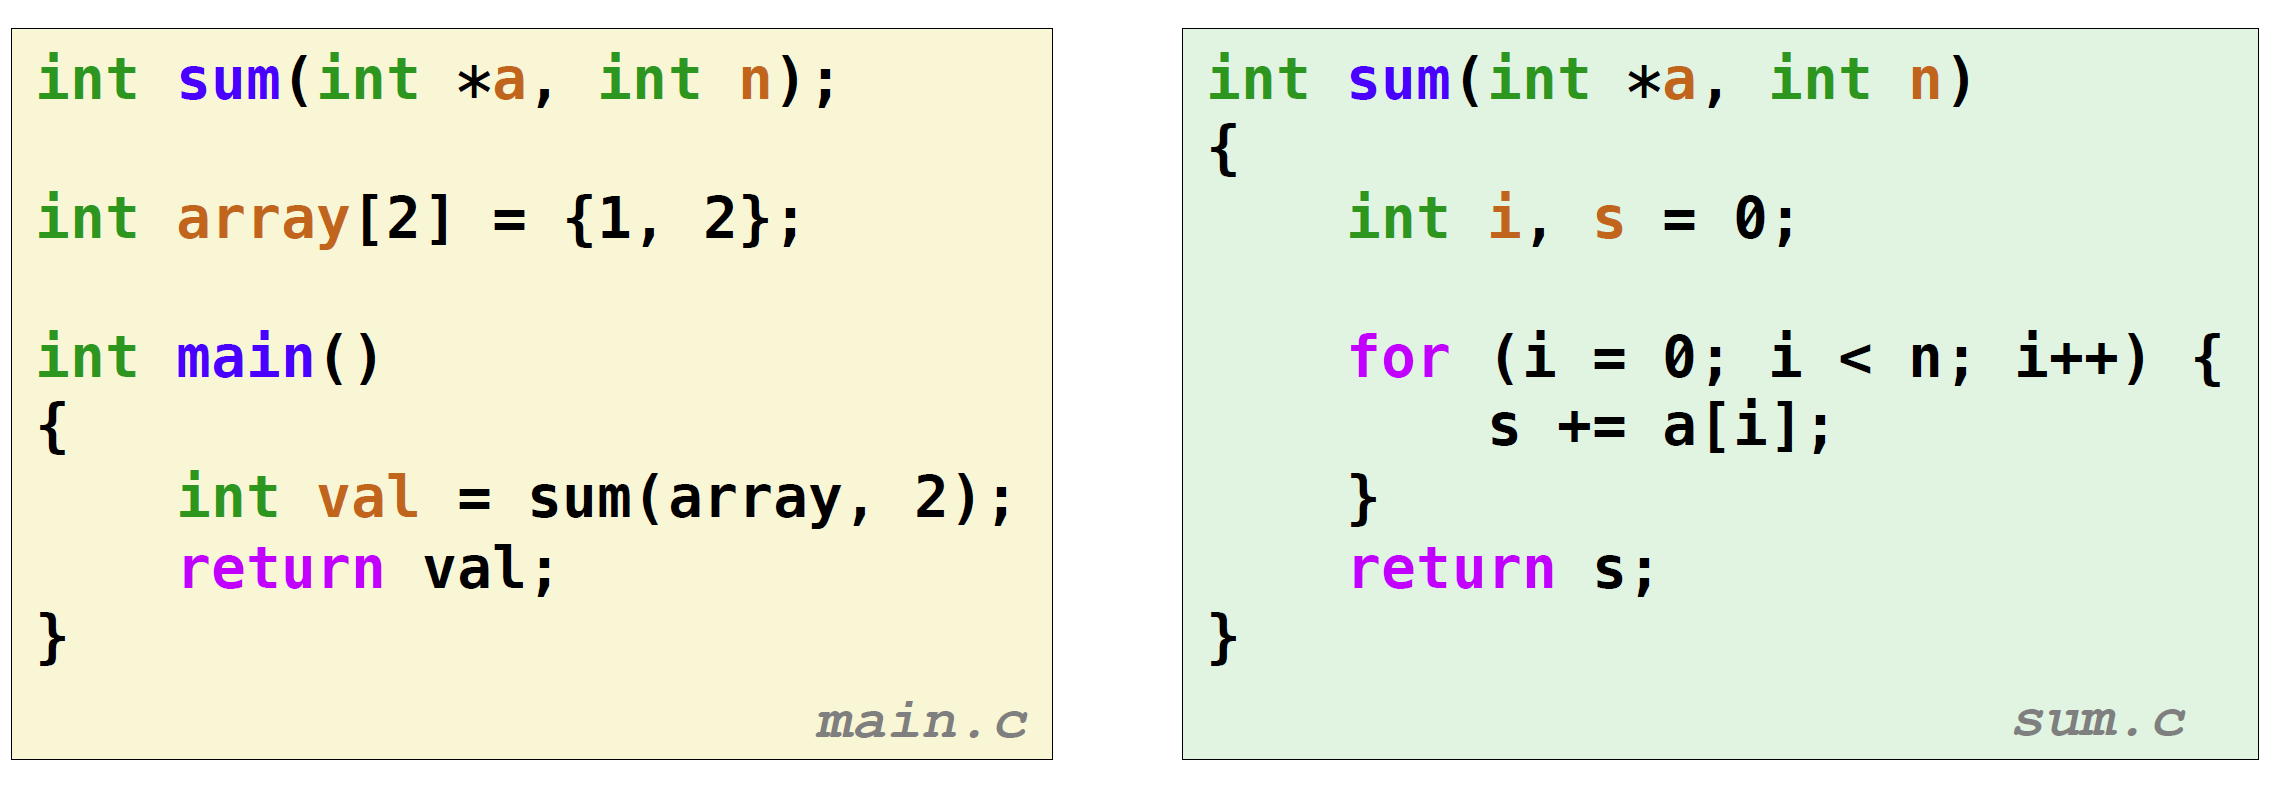 int sum(int *a, int n);
int array[2] = {1, 2};
int main()
{
    int val = sum(array, 2);
    return val;
}
main.c
int sum(int *a, int n)
{
    int i, s = 0;
    for (i = 0; i < n; i++) {
        s += a[i];
    }
    return s;
}
sum.c